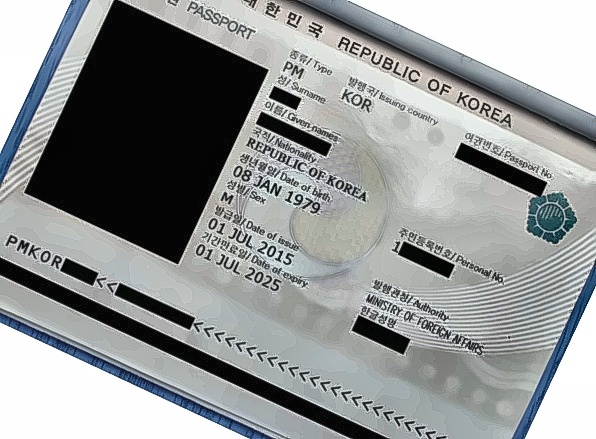 PASSPORT
대한민국 REPUBLIC OF KOREA
종류/Type 발행국/Issuing country
PM KOR
성/Surname 여권번호/Passport No.
이름/Given names
국적/Nationality
REPUBLIC OF KOREA
생년월일/Date of birth
08 JAN 1979
성별/Sex 주민등록번호/Personal No.
M 1
발급일/Date of issue 발행관청/Authority
01 JUL 2015 MINISTRY OF FOREIGN AFFAIRS
기간만료일/Date of expiry 한글성명
01 JUL 2025
PMKOR <<
<<<<<<<<<<<<<<<<<<<<<<<<<<<<